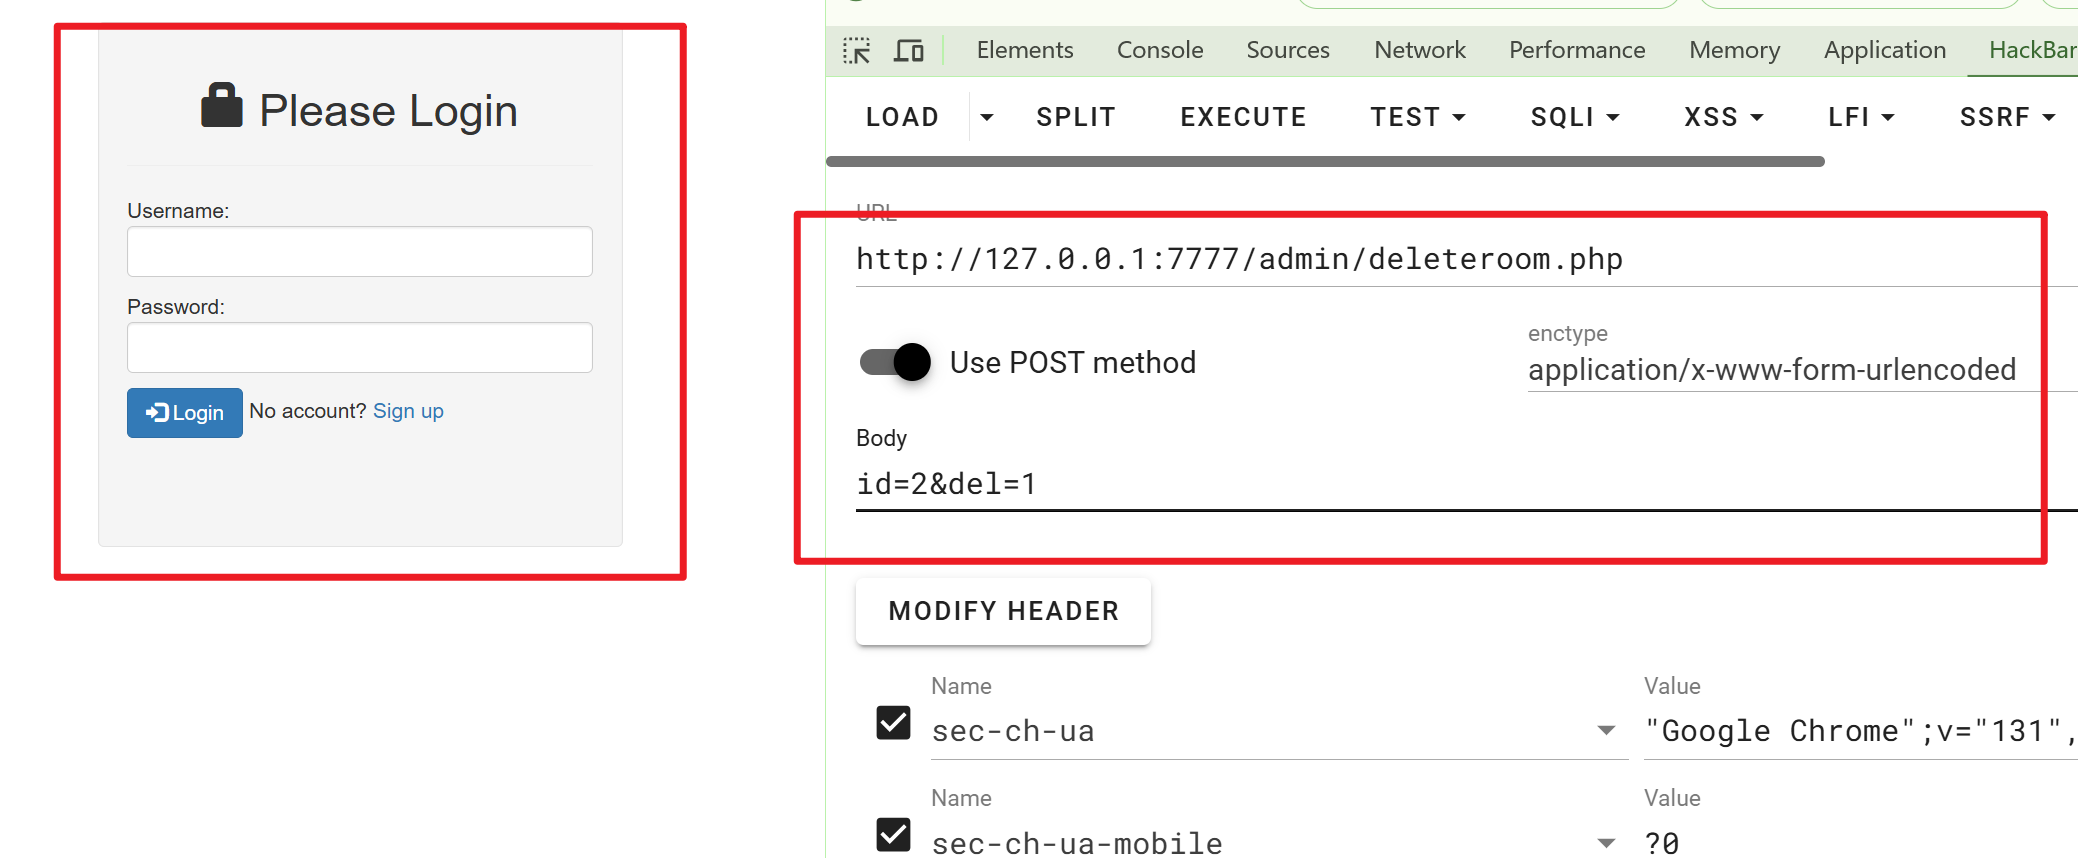 Please Login
Username:
Password:
Login No account? Sign up
Elements Console Sources Network Performance Memory Application HackBar
LOAD SPLIT EXECUTE TEST SQLI XSS LFI SSRF
URL
http://127.0.0.1:7777/admin/deleteroom.php
Use POST method
enctype
application/x-www-form-urlencoded
Body
id=2&del=1
MODIFY HEADER
Name Value
sec-ch-ua "Google Chrome";v="131",
Name Value
sec-ch-ua-mobile ?0